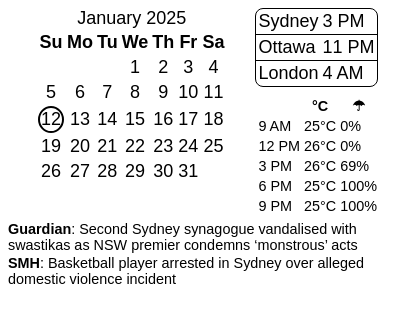 January 2025
Su Mo Tu We Th Fr Sa
1 2 3 4
5 6 7 8 9 10 11
12 13 14 15 16 17 18
19 20 21 22 23 24 25
26 27 28 29 30 31
Sydney 3 PM
Ottawa 11 PM
London 4 AM
°C ☂
9 AM 25°C 0%
12 PM 26°C 0%
3 PM 26°C 69%
6 PM 25°C 100%
9 PM 25°C 100%
Guardian: Second Sydney synagogue vandalised with
swastikas as NSW premier condemns ‘monstrous’ acts
SMH: Basketball player arrested in Sydney over alleged
domestic violence incident